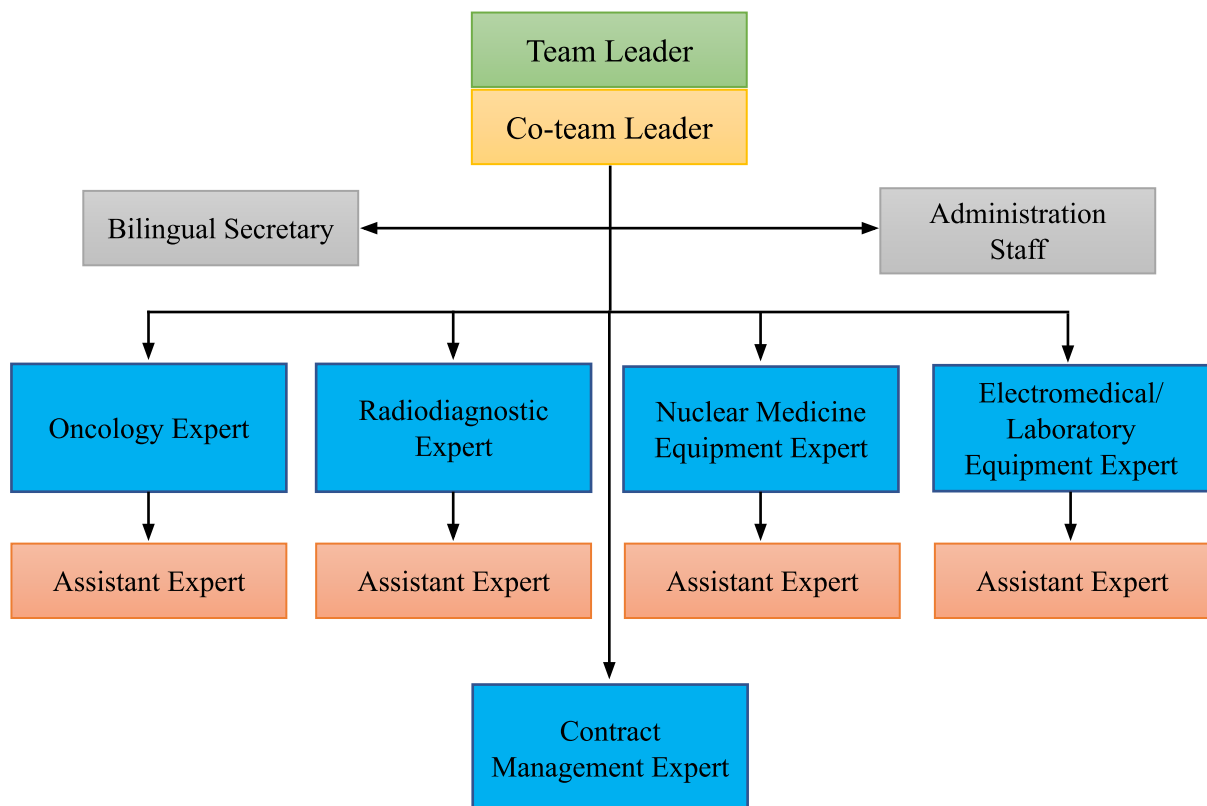 Team Leader
Co-team Leader
Bilingual Secretary
Administration
Staff
Oncology Expert
Radiodiagnostic
Expert
Nuclear Medicine
Equipment Expert
Electromedical/
Laboratory
Equipment Expert
Assistant Expert
Assistant Expert
Assistant Expert
Assistant Expert
Contract
Management Expert